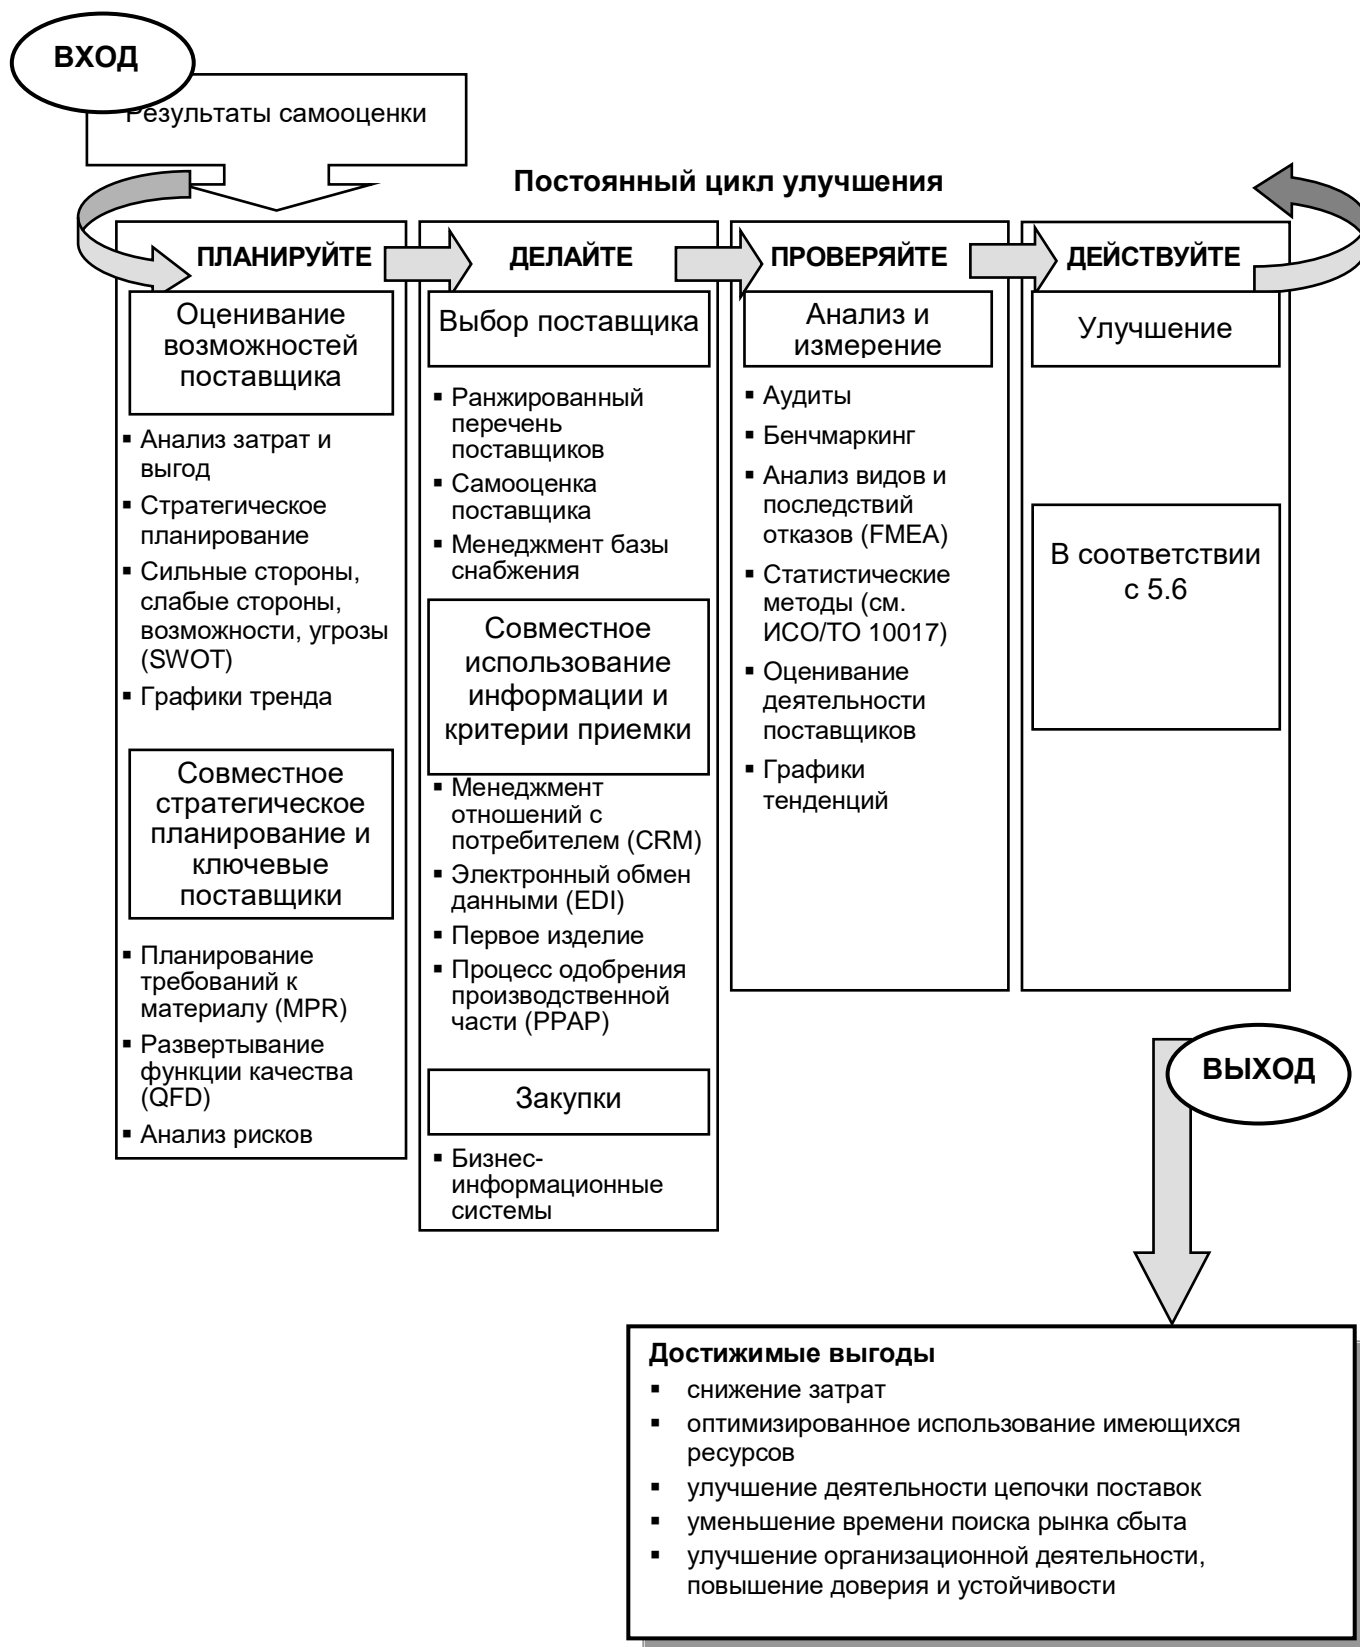 ВХОД
Результаты самооценки
Постоянный цикл улучшения
ПЛАНИРУЙТЕ
Оценивание
возможностей
поставщика
▪ Анализ затрат и
выгод
▪ Стратегическое
планирование
▪ Сильные стороны,
слабые стороны,
возможности, угрозы
(SWOT)
▪ Графики тренда
Совместное
стратегическое
планирование и
ключевые
поставщики
▪ Планирование
требований к
материалу (MPR)
▪ Развертывание
функции качества
(QFD)
▪ Анализ рисков
ДЕЛАЙТЕ
Выбор поставщика
▪ Ранжированный
перечень
поставщиков
▪ Самооценка
поставщика
▪ Менеджмент базы
снабжения
Совместное
использование
информации и
критерии приемки
▪ Менеджмент
отношений с
потребителем (CRM)
▪ Электронный обмен
данными (EDI)
▪ Первое изделие
▪ Процесс одобрения
производственной
части (PPAP)
Закупки
▪ Бизнес-
информационные
системы
ПРОВЕРЯЙТЕ
Анализ и
измерение
▪ Аудиты
▪ Бенчмаркинг
▪ Анализ видов и
последствий
отказов (FMEA)
▪ Статистические
методы (см.
ИСО/ТО 10017)
▪ Оценивание
деятельности
поставщиков
▪ Графики
тенденций
ДЕЙСТВУЙТЕ
Улучшение
В соответствии
с 5.6
ВЫХОД
Достижимые выгоды
▪ снижение затрат
▪ оптимизированное использование имеющихся
ресурсов
▪ улучшение деятельности цепочки поставок
▪ уменьшение времени поиска рынка сбыта
▪ улучшение организационной деятельности,
повышение доверия и устойчивости